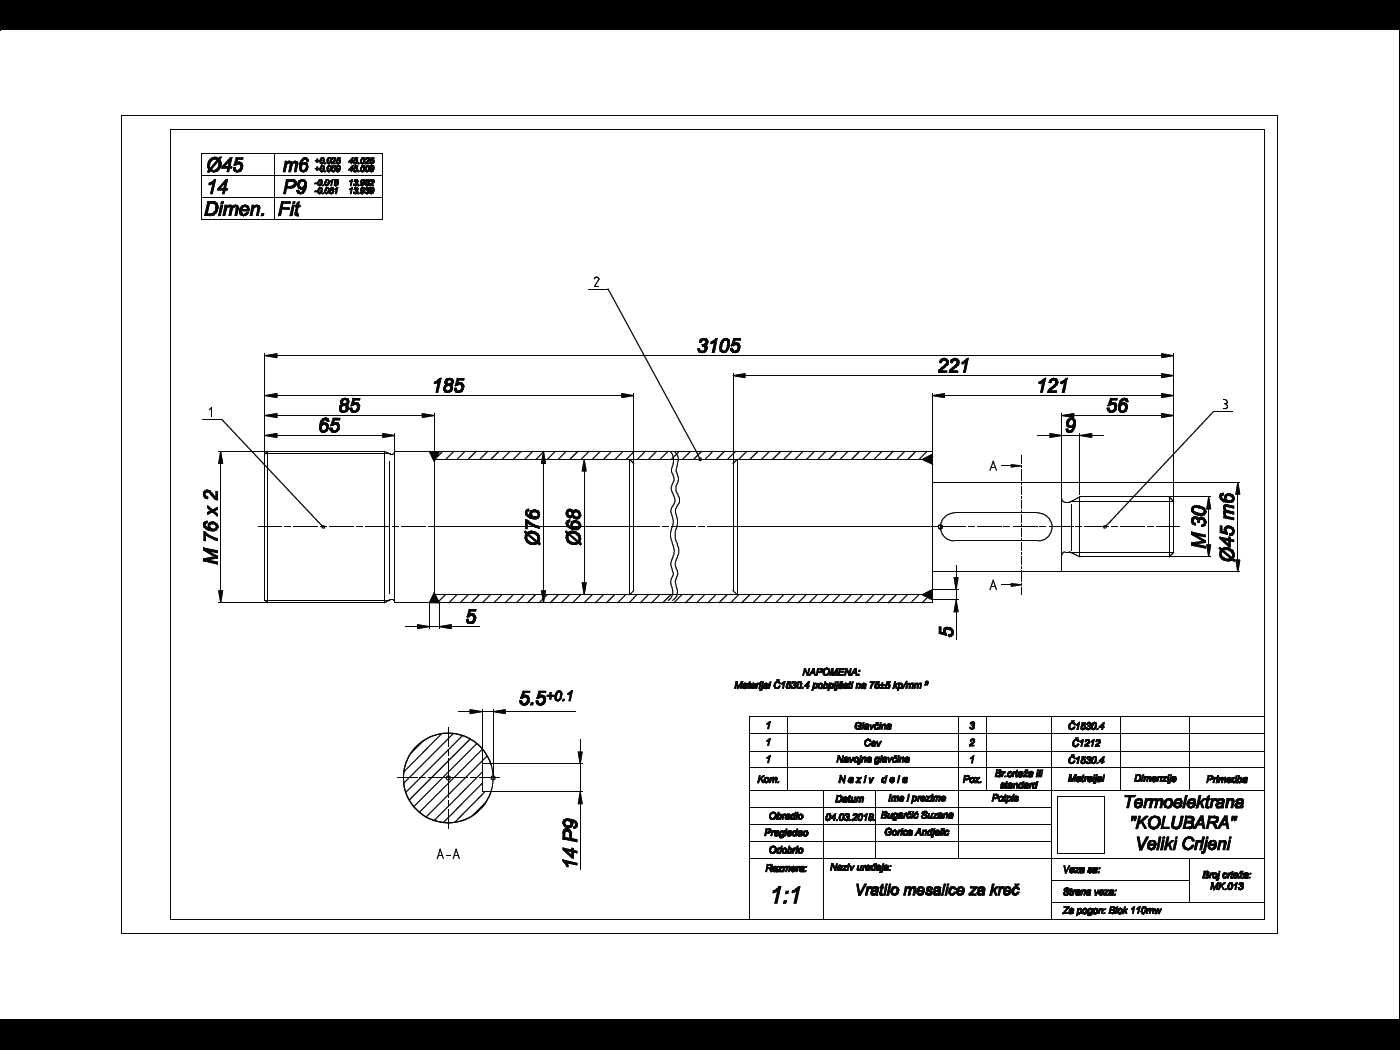 Ø45 m6 +0.025 45.025
+0.009 45.009
14 P9 -0.018 13.982
-0.061 13.939
Dimen. Fit
2
3105
221
185
121
85
56
65
9
1
3
A
M 76 x 2
Ø76
Ø68
M 30
Ø45 m6
A
5
5
NAPOMENA:
Materijal Č1530.4 pobpljšati na 75±5 kp/mm ²
5.5+0.1
14 P9
A-A
1 Glavčina 3 Č1530.4
1 Cev 2 Č1212
1 Navojna glavčina 1 Č1530.4
Kom. Naziv dela Poz. Br.crteža ili standard Matreijal Dimenzije Primedba
Datum Ime i prezime Potpis
Obradio 04.03.2018. Bugarčić Suzana
Pregledao Gorica Andjelic
Odobrio
Termoelektrana
"KOLUBARA"
Veliki Crljeni
Razmera:
1:1
Naziv uređaja:
Vratilo mesalice za kreč
Veza sa:
Strana veza:
Za pogon: Blok 110mw
Broj crteža:
MK.013